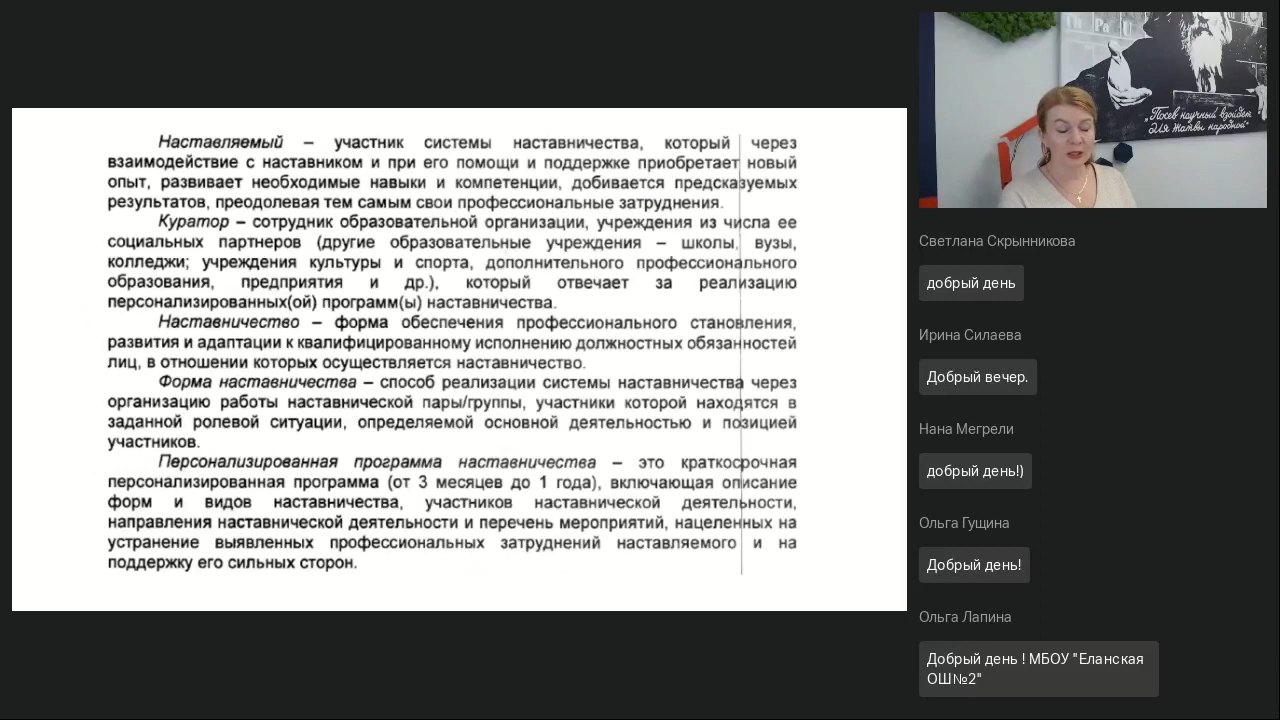 Наставляемый – участник системы наставничества, который через
взаимодействие с наставником и при его помощи и поддержке приобретает новый
опыт, развивает необходимые навыки и компетенции, добивается предсказуемых
результатов, преодолевая тем самым свои профессиональные затруднения.
Куратор – сотрудник образовательной организации, учреждения из числа ее
социальных партнеров (другие образовательные учреждения – школы, вузы,
колледжи; учреждения культуры и спорта, дополнительного профессионального
образования, предприятия и др.), который отвечает за реализацию
персонализированных(ой) программ(ы) наставничества.
Наставничество – форма обеспечения профессионального становления,
развития и адаптации к квалифицированному исполнению должностных обязанностей
лиц, в отношении которых осуществляется наставничество.
Форма наставничества – способ реализации системы наставничества через
организацию работы наставнической пары/группы, участники которой находятся в
заданной ролевой ситуации, определяемой основной деятельностью и позицией
участников.
Персонализированная программа наставничества – это краткосрочная
персонализированная программа (от 3 месяцев до 1 года), включающая описание
форм и видов наставничества, участников наставнической деятельности,
направления наставнической деятельности и перечень мероприятий, нацеленных на
устранение выявленных профессиональных затруднений наставляемого и на
поддержку его сильных сторон.
„Посев научный взойдет
для жатвы народной".
Светлана Скрынникова
добрый день
Ирина Силаева
Добрый вечер.
Нана Мегрели
добрый день!)
Ольга Гущина
Добрый день!
Ольга Лапина
Добрый день ! МБОУ "Еланская
ОШ№2"